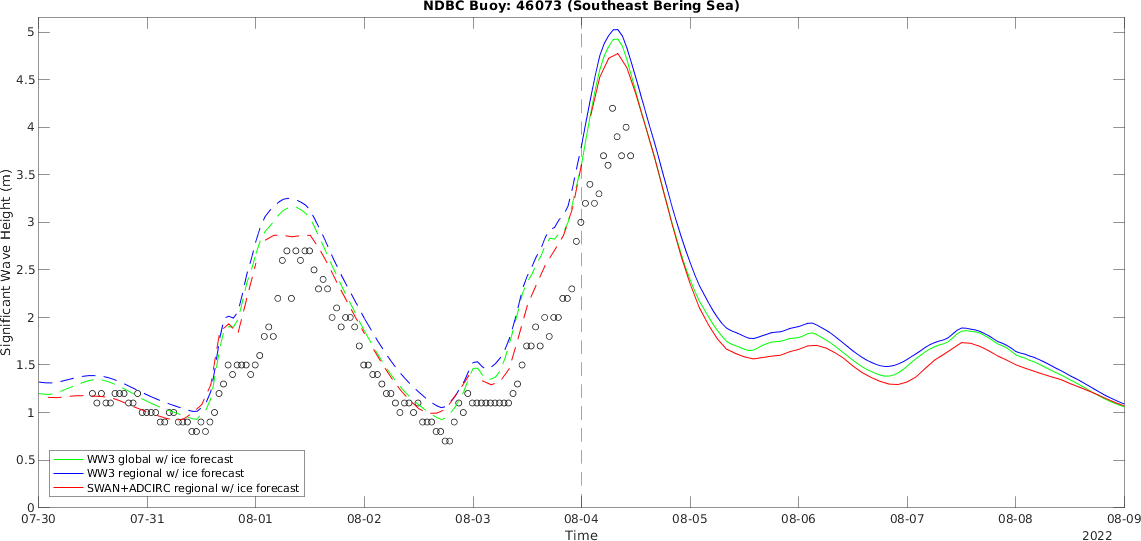 NDBC Buoy: 46073 (Southeast Bering Sea)
Significant Wave Height (m)
5
4.5
4
3.5
3
2.5
2
1.5
1
0.5
0
WW3 global w/ ice forecast
WW3 regional w/ ice forecast
SWAN+ADCIRC regional w/ ice forecast
07-30 07-31 08-01 08-02 08-03 08-04 08-05 08-06 08-07 08-08 08-09
Time
2022